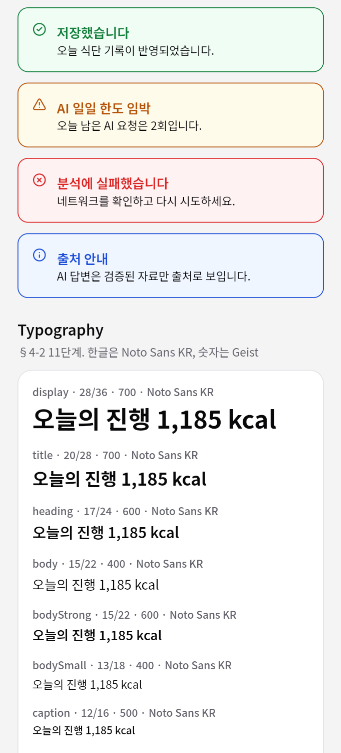 저장했습니다
오늘 식단 기록이 반영되었습니다.
AI 일일 한도 임박
오늘 남은 AI 요청은 2회입니다.
분석에 실패했습니다
네트워크를 확인하고 다시 시도하세요.
출처 안내
AI 답변은 검증된 자료만 출처로 보입니다.
Typography
§4-2 11단계. 한글은 Noto Sans KR, 숫자는 Geist
display · 28/36 · 700 · Noto Sans KR
오늘의 진행 1,185 kcal
title · 20/28 · 700 · Noto Sans KR
오늘의 진행 1,185 kcal
heading · 17/24 · 600 · Noto Sans KR
오늘의 진행 1,185 kcal
body · 15/22 · 400 · Noto Sans KR
오늘의 진행 1,185 kcal
bodyStrong · 15/22 · 600 · Noto Sans KR
오늘의 진행 1,185 kcal
bodySmall · 13/18 · 400 · Noto Sans KR
오늘의 진행 1,185 kcal
caption · 12/16 · 500 · Noto Sans KR
오늘의 진행 1,185 kcal